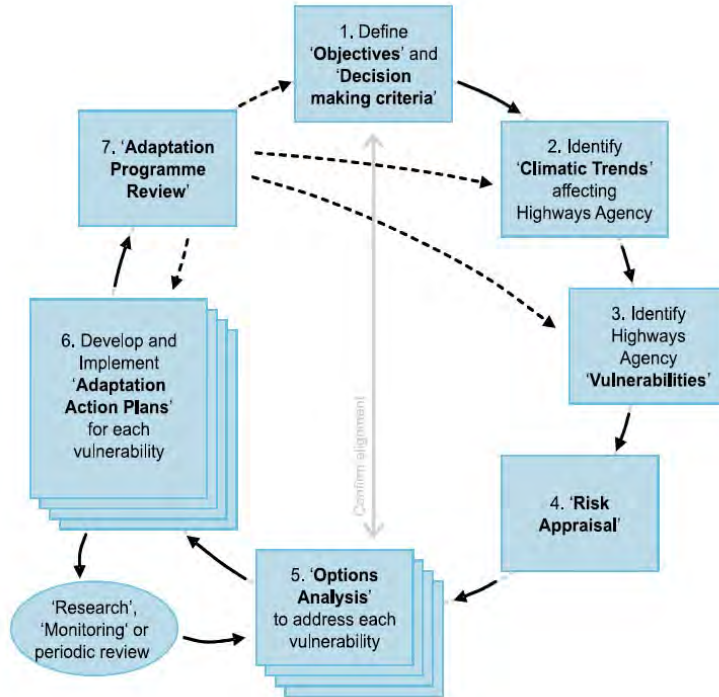 1. Define
‘Objectives’ and
‘Decision
making criteria’
2. Identify
‘Climatic Trends’
affecting
Highways Agency
3. Identify
Highways
Agency
‘Vulnerabilities’
4. ‘Risk
Appraisal’
5. ‘Options
Analysis’
to address each
vulnerability
‘Research’,
‘Monitoring‘ or
periodic review
6. Develop and
Implement
‘Adaptation
Action Plans’
for each
vulnerability
7. ‘Adaptation
Programme
Review’
Confirm alignment